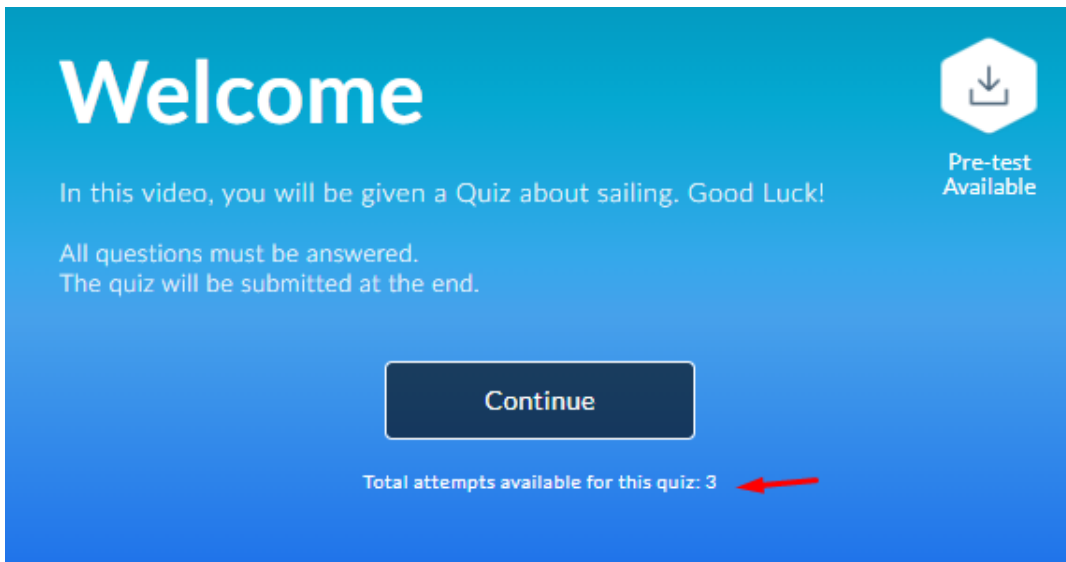 Welcome
Pre-test
Available
In this video, you will be given a Quiz about sailing. Good Luck!
All questions must be answered.
The quiz will be submitted at the end.
Continue
Total attempts available for this quiz: 3